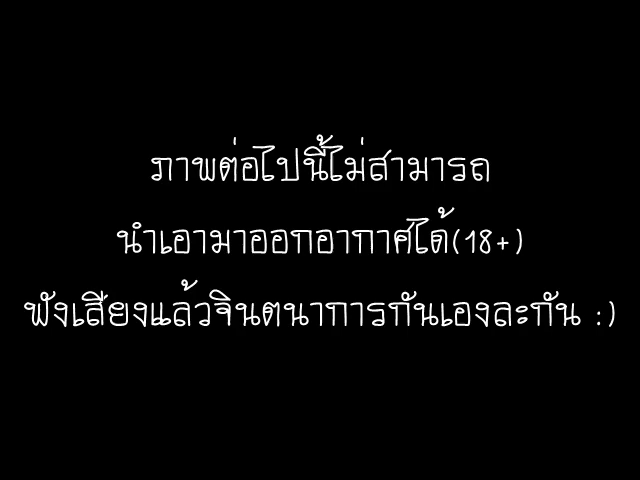 ภาพต่อไปนี้ไม่สามารถ
นำเอามาออกอากาศได้(18+)
ฟังเสียงแล้วจินตนาการกันเองละกัน :)